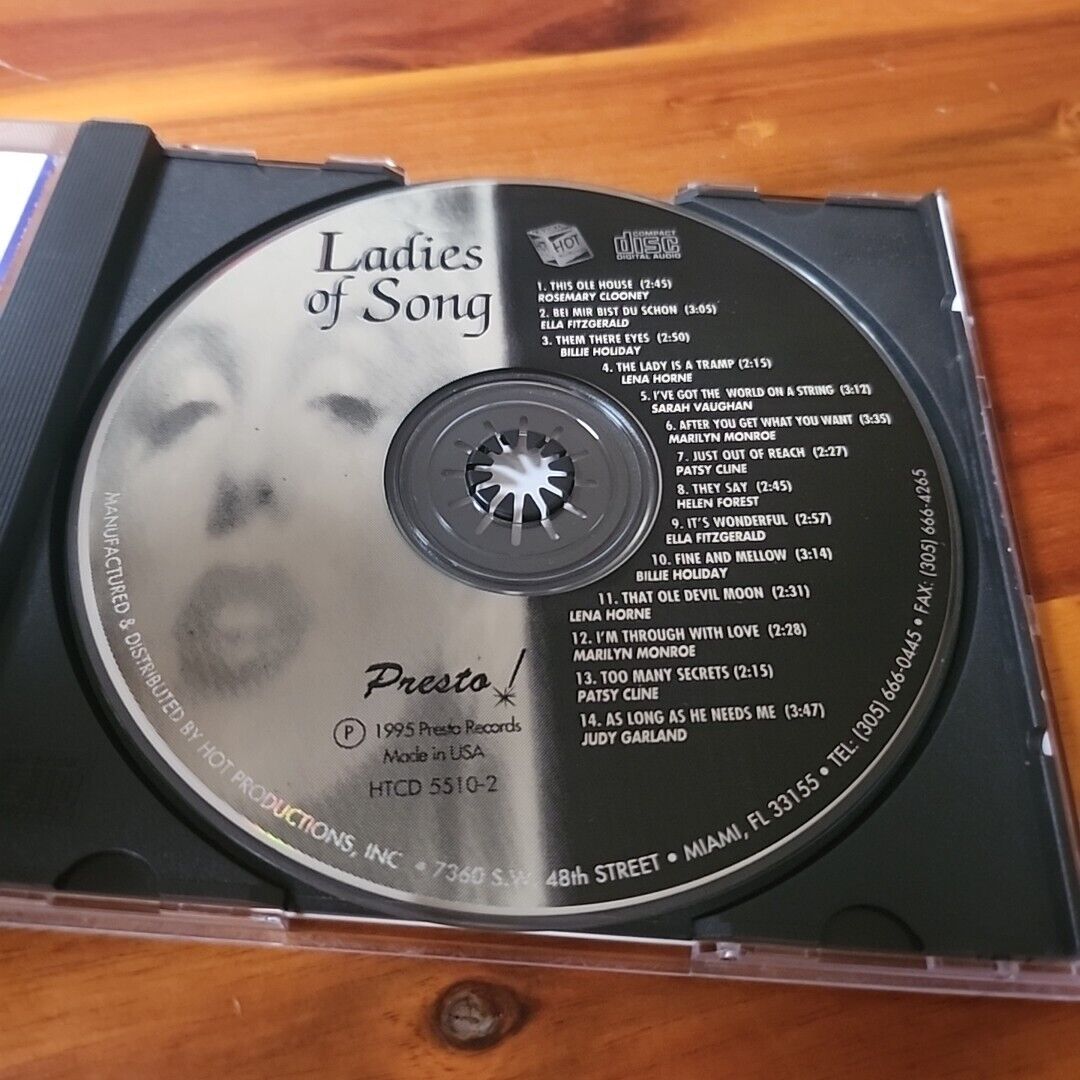 Ladies
of Song
HOT
COMPACT
disc
DIGITAL AUDIO
1. THIS OLE HOUSE (2:45)
ROSEMARY CLOONEY
2. BEI MIR BIST DU SCHON (3:05)
ELLA FITZGERALD
3. THEM THERE EYES (2:50)
BILLIE HOLIDAY
4. THE LADY IS A TRAMP (2:15)
LENA HORNE
5. I'VE GOT THE WORLD ON A STRING (3:12)
SARAH VAUGHAN
6. AFTER YOU GET WHAT YOU WANT (3:35)
MARILYN MONROE
7. JUST OUT OF REACH (2:27)
PATSY CLINE
8. THEY SAY (2:45)
HELEN FOREST
9. IT'S WONDERFUL (2:57)
ELLA FITZGERALD
10. FINE AND MELLOW (3:14)
BILLIE HOLIDAY
11. THAT OLE DEVIL MOON (2:31)
LENA HORNE
12. I'M THROUGH WITH LOVE (2:28)
MARILYN MONROE
13. TOO MANY SECRETS (2:15)
PATSY CLINE
14. AS LONG AS HE NEEDS ME (3:47)
JUDY GARLAND
Presto!
Ⓟ 1995 Presto Records
Made in USA
HTCD 5510-2
MANUFACTURED & DISTRIBUTED BY HOT PRODUCTIONS, INC • 7360 S.W. 48th STREET • MIAMI, FL 33155 • TEL: (305) 666-0445 • FAX: (305) 666-4265